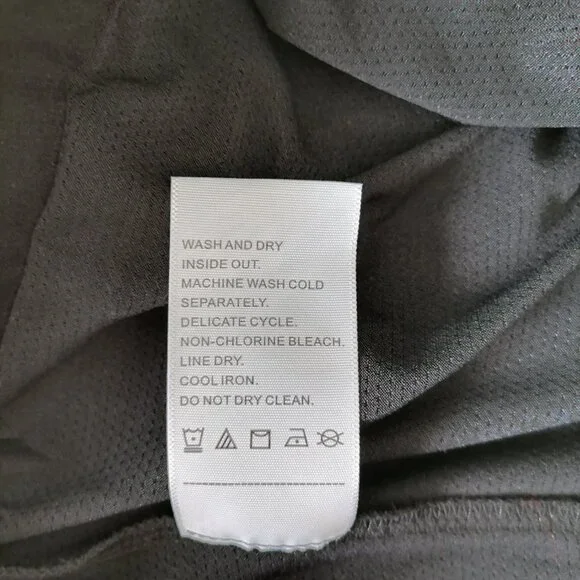 WASH AND DRY
INSIDE OUT.
MACHINE WASH COLD
SEPARATELY.
DELICATE CYCLE.
NON-CHLORINE BLEACH.
LINE DRY.
COOL IRON.
DO NOT DRY CLEAN.